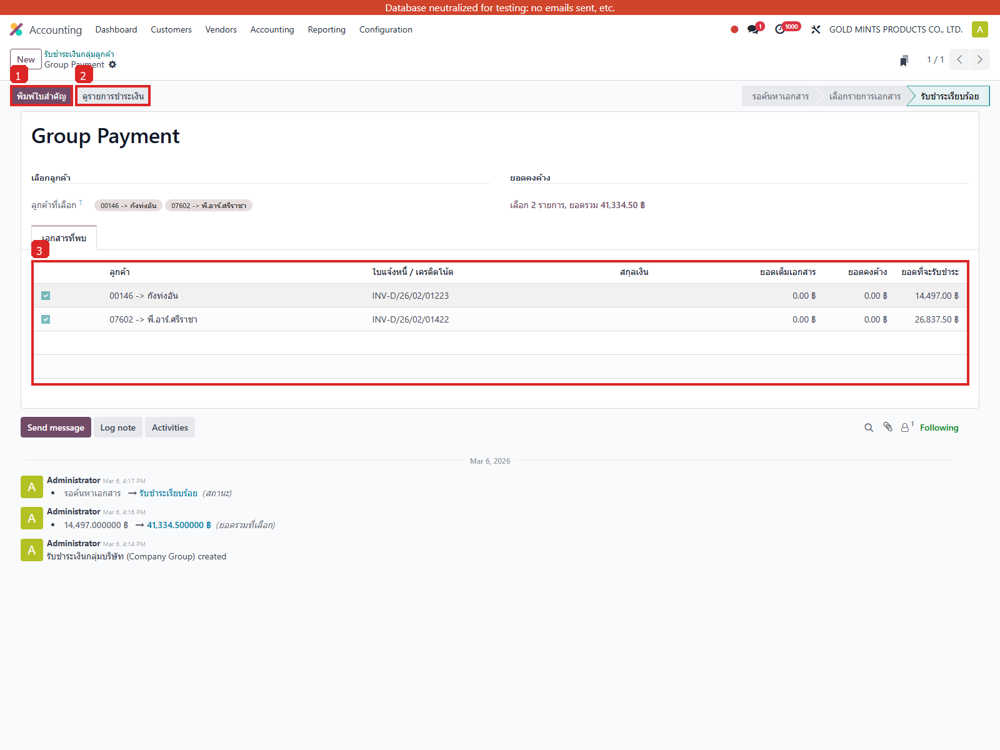 Database neutralized for testing: no emails sent, etc.
Accounting Dashboard Customers Vendors Accounting Reporting Configuration 1 1000 GOLD MINTS PRODUCTS CO., LTD. A
New รับชำระเงินกลุ่มลูกค้า
Group Payment 1 / 1
1 2
พิมพ์ใบสำคัญ ดูรายการชำระเงิน รอค้นหาเอกสาร เลือกรายการเอกสาร รับชำระเรียบร้อย
Group Payment
เลือกลูกค้า ยอดคงค้าง
ลูกค้าที่เลือก ? 00146 -> กังท่งฮัน 07602 -> พี.อาร์.ศรีราชา เลือก 2 รายการ, ยอดรวม 41,334.50 ฿
เอกสารที่พบ
3
ลูกค้า ใบแจ้งหนี้ / เครดิตโน้ต สกุลเงิน ยอดเต็มเอกสาร ยอดคงค้าง ยอดที่จะรับชำระ
00146 -> กังท่งฮัน INV-D/26/02/01223 0.00 ฿ 0.00 ฿ 14,497.00 ฿
07602 -> พี.อาร์.ศรีราชา INV-D/26/02/01422 0.00 ฿ 0.00 ฿ 26,837.50 ฿
Send message Log note Activities 1 Following
Mar 6, 2026
A Administrator Mar 6, 4:17 PM
รอค้นหาเอกสาร → รับชำระเรียบร้อย (สถานะ)
A Administrator Mar 6, 4:16 PM
14,497.000000 ฿ → 41,334.500000 ฿ (ยอดรวมที่เลือก)
A Administrator Mar 6, 4:14 PM
รับชำระเงินกลุ่มบริษัท (Company Group) created